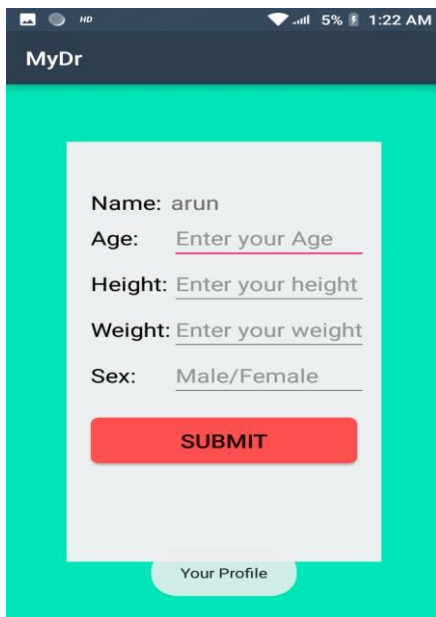 HD 5% 1:22 AM
MyDr
Name: arun
Age: Enter your Age
Height: Enter your height
Weight: Enter your weight
Sex: Male/Female
SUBMIT
Your Profile